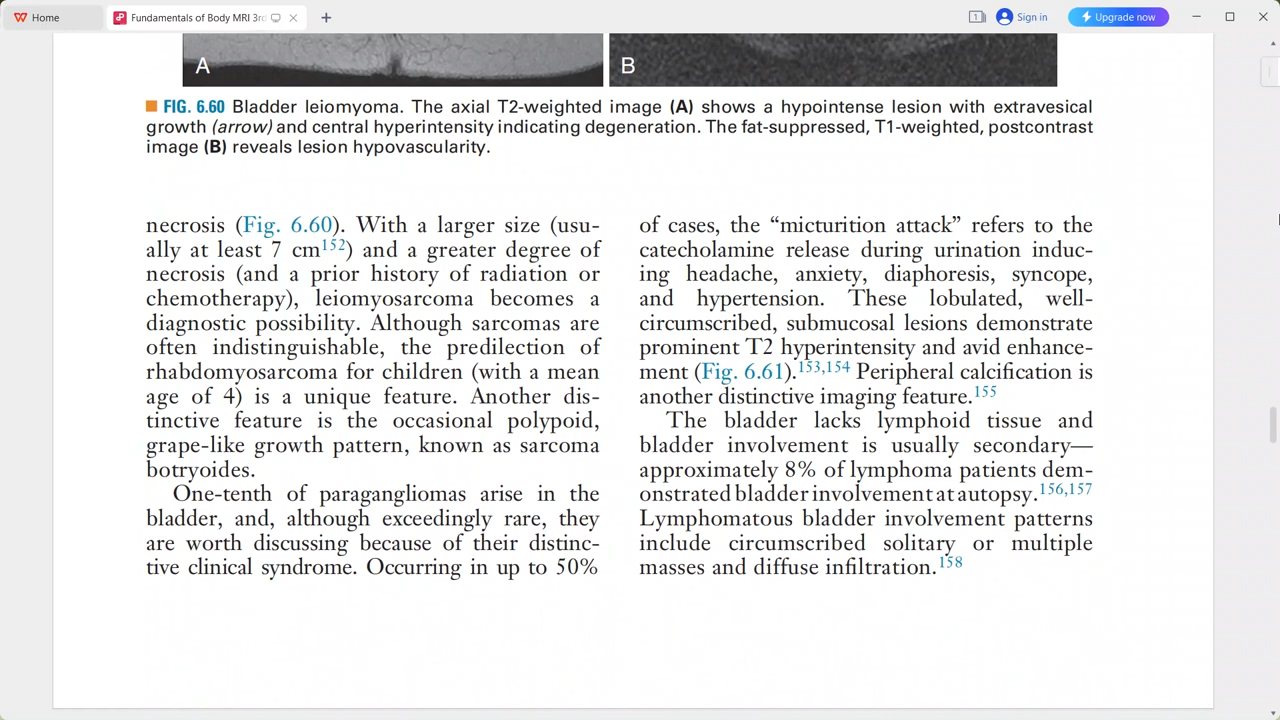 Home
Fundamentals of Body MRI 3rd
Sign in
Upgrade now
A
B
FIG. 6.60 Bladder leiomyoma. The axial T2-weighted image (A) shows a hypointense lesion with extravesical
growth (arrow) and central hyperintensity indicating degeneration. The fat-suppressed, T1-weighted, postcontrast
image (B) reveals lesion hypovascularity.
necrosis (Fig. 6.60). With a larger size (usu-
ally at least 7 cm152) and a greater degree of
necrosis (and a prior history of radiation or
chemotherapy), leiomyosarcoma becomes a
diagnostic possibility. Although sarcomas are
often indistinguishable, the predilection of
rhabdomyosarcoma for children (with a mean
age of 4) is a unique feature. Another dis-
tinctive feature is the occasional polypoid,
grape-like growth pattern, known as sarcoma
botryoides.
One-tenth of paragangliomas arise in the
bladder, and, although exceedingly rare, they
are worth discussing because of their distinc-
tive clinical syndrome. Occurring in up to 50%
of cases, the “micturition attack” refers to the
catecholamine release during urination induc-
ing headache, anxiety, diaphoresis, syncope,
and hypertension. These lobulated, well-
circumscribed, submucosal lesions demonstrate
prominent T2 hyperintensity and avid enhance-
ment (Fig. 6.61).153,154 Peripheral calcification is
another distinctive imaging feature.155
The bladder lacks lymphoid tissue and
bladder involvement is usually secondary—
approximately 8% of lymphoma patients dem-
onstrated bladder involvement at autopsy.156,157
Lymphomatous bladder involvement patterns
include circumscribed solitary or multiple
masses and diffuse infiltration.158